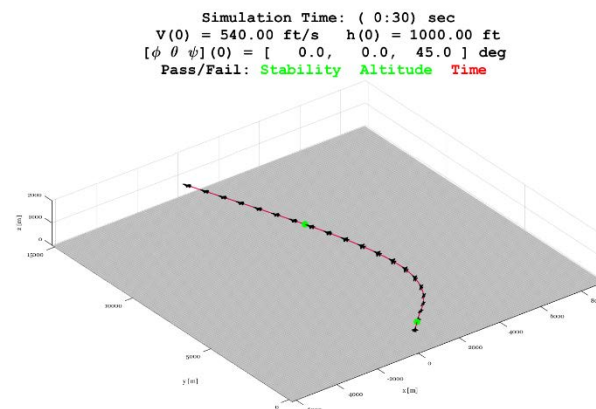 Simulation Time: ( 0:30) sec
V(0) = 540.00 ft/s   h(0) = 1000.00 ft
[ϕ θ ψ](0) = [   0.0,   0.0,   45.0 ] deg
Pass/Fail: Stability  Altitude  Time
z [m]
2000
1000
0
15000
10000
5000
0
y [m]
x [m]
4000
-2000
0
2000
4000
6000